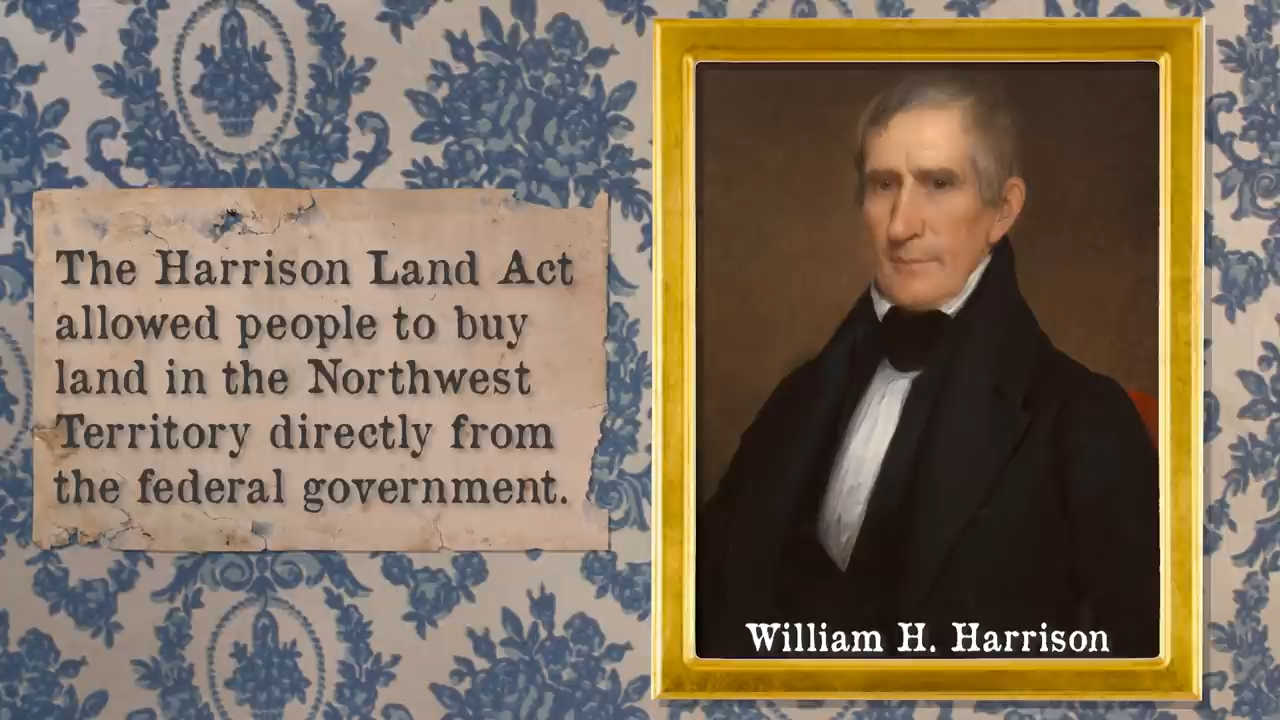 The Harrison Land Act
allowed people to buy
land in the Northwest
Territory directly from
the federal government.
William H. Harrison